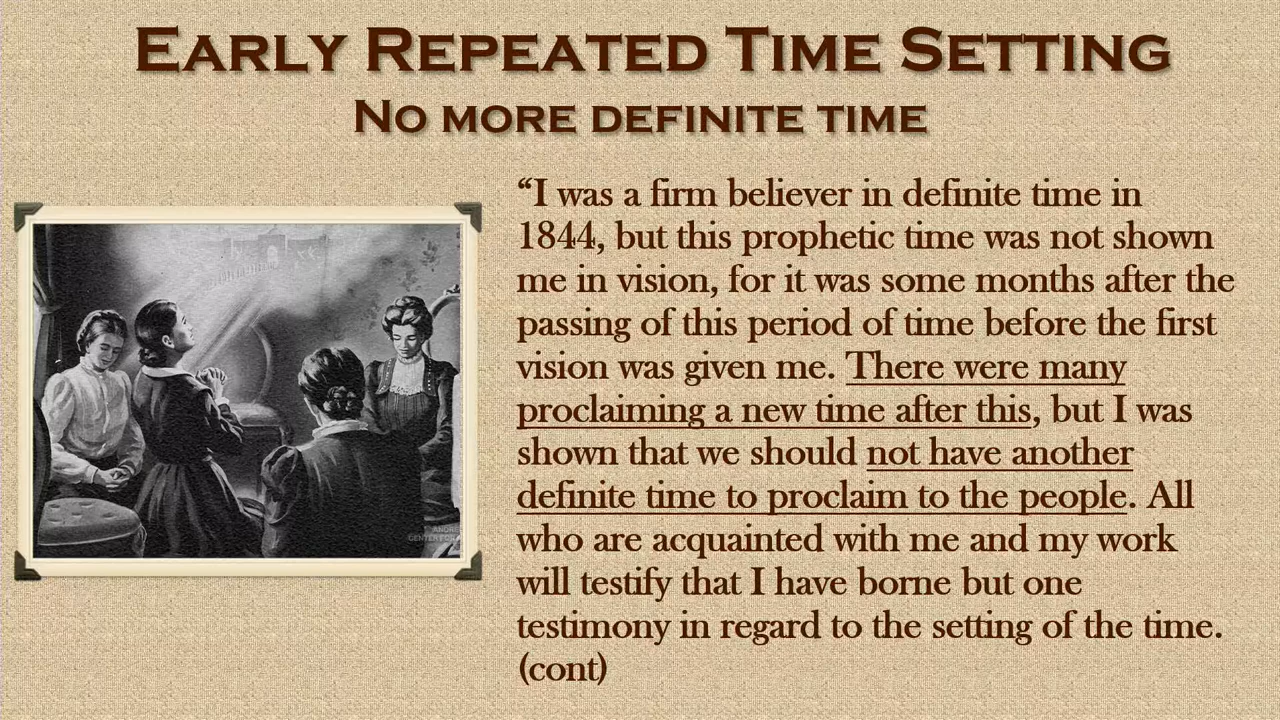 Early Repeated Time Setting
No more definite time
“I was a firm believer in definite time in
1844, but this prophetic time was not shown
me in vision, for it was some months after the
passing of this period of time before the first
vision was given me. There were many
proclaiming a new time after this, but I was
shown that we should not have another
definite time to proclaim to the people. All
who are acquainted with me and my work
will testify that I have borne but one
testimony in regard to the setting of the time.
(cont)